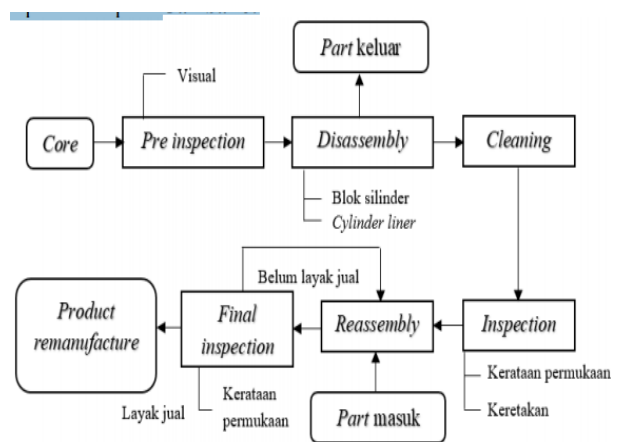 Part keluar
Visual
Core
Pre inspection
Disassembly
Cleaning
Blok silinder
Cylinder liner
Belum layak jual
Product
remanufacture
Final
inspection
Reassembly
Inspection
Kerataan permukaan
Keretakan
Layak jual
Kerataan
permukaan
Part masuk